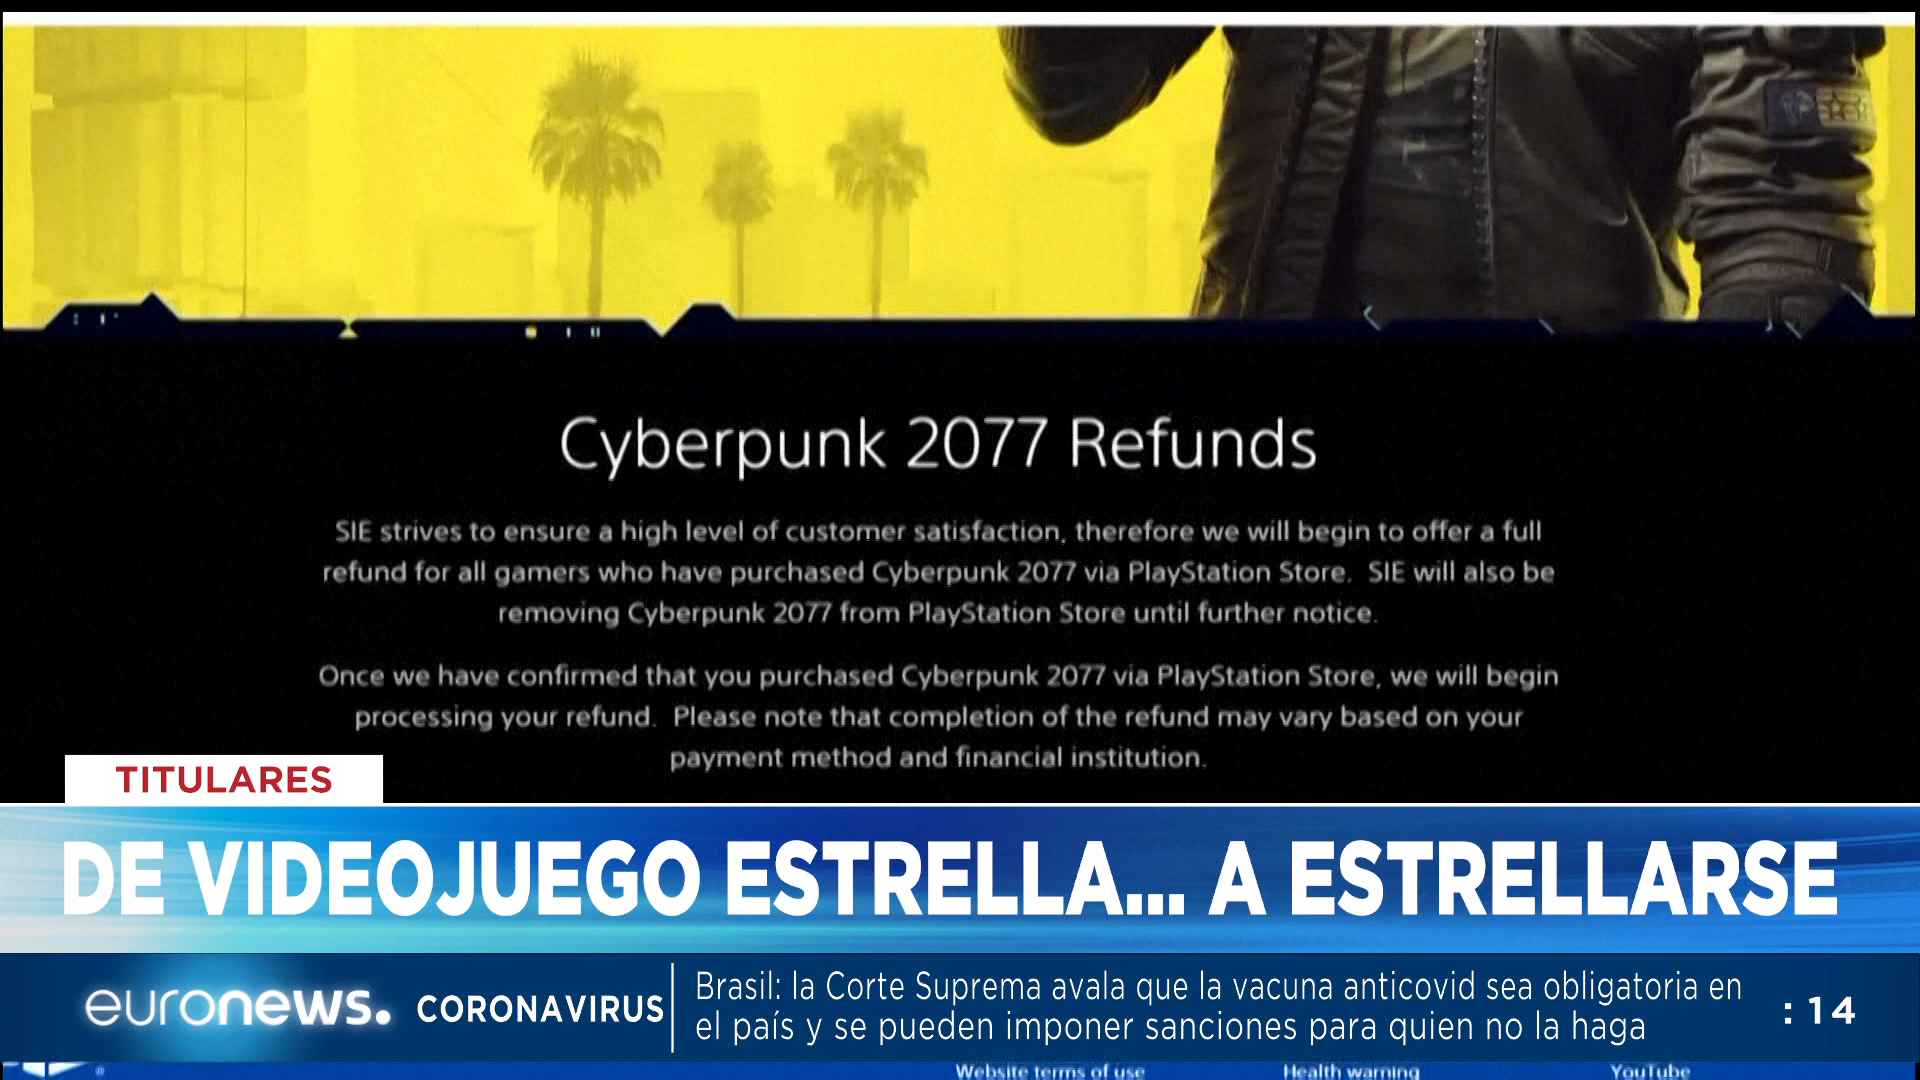 Cyberpunk 2077 Refunds
SIE strives to ensure a high level of customer satisfaction, therefore we will begin to offer a full
refund for all gamers who have purchased Cyberpunk 2077 via PlayStation Store. SIE will also be
removing Cyberpunk 2077 from PlayStation Store until further notice.
Once we have confirmed that you purchased Cyberpunk 2077 via PlayStation Store, we will begin
processing your refund. Please note that completion of the refund may vary based on your
payment method and financial institution.
TITULARES
DE VIDEOJUEGO ESTRELLA... A ESTRELLARSE
euronews.
CORONAVIRUS
Brasil: la Corte Suprema avala que la vacuna anticovid sea obligatoria en
el país y se pueden imponer sanciones para quien no la haga
:14
Website terms of use
Health warning
YouTube